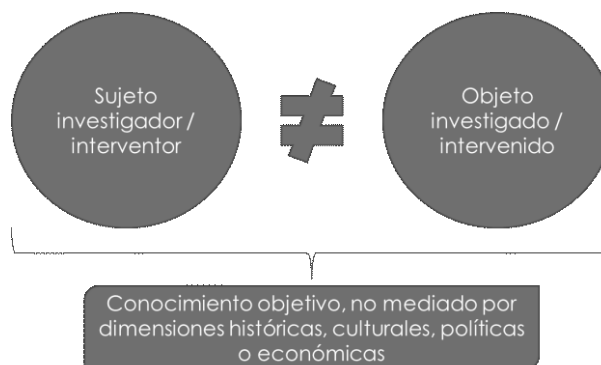 Sujeto
investigador /
interventor
≠
Objeto
investigado /
intervenido
Conocimiento objetivo, no mediado por
dimensiones históricas, culturales, políticas
o económicas